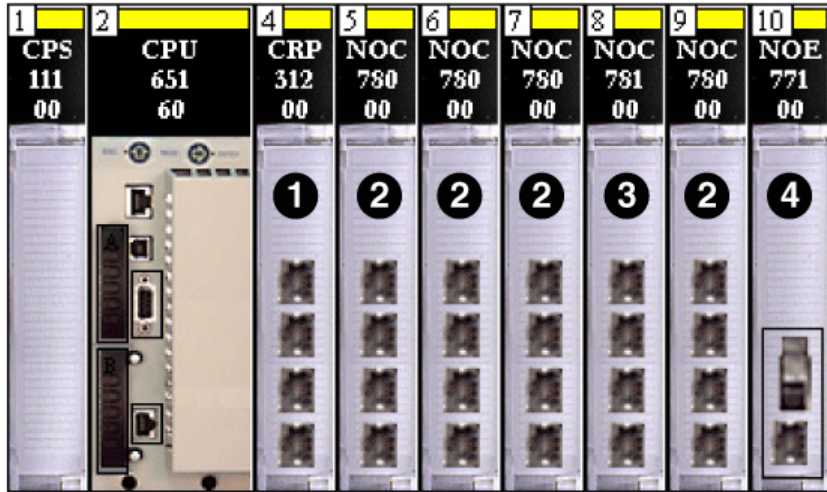 1 2 4 5 6 7 8 9 10
CPS CPU CRP NOC NOC NOC NOC NOC NOE
111 651 312 780 780 780 781 780 771
00 60 00 00 00 00 00 00 00
1 2 2 2 3 2 4
A
B